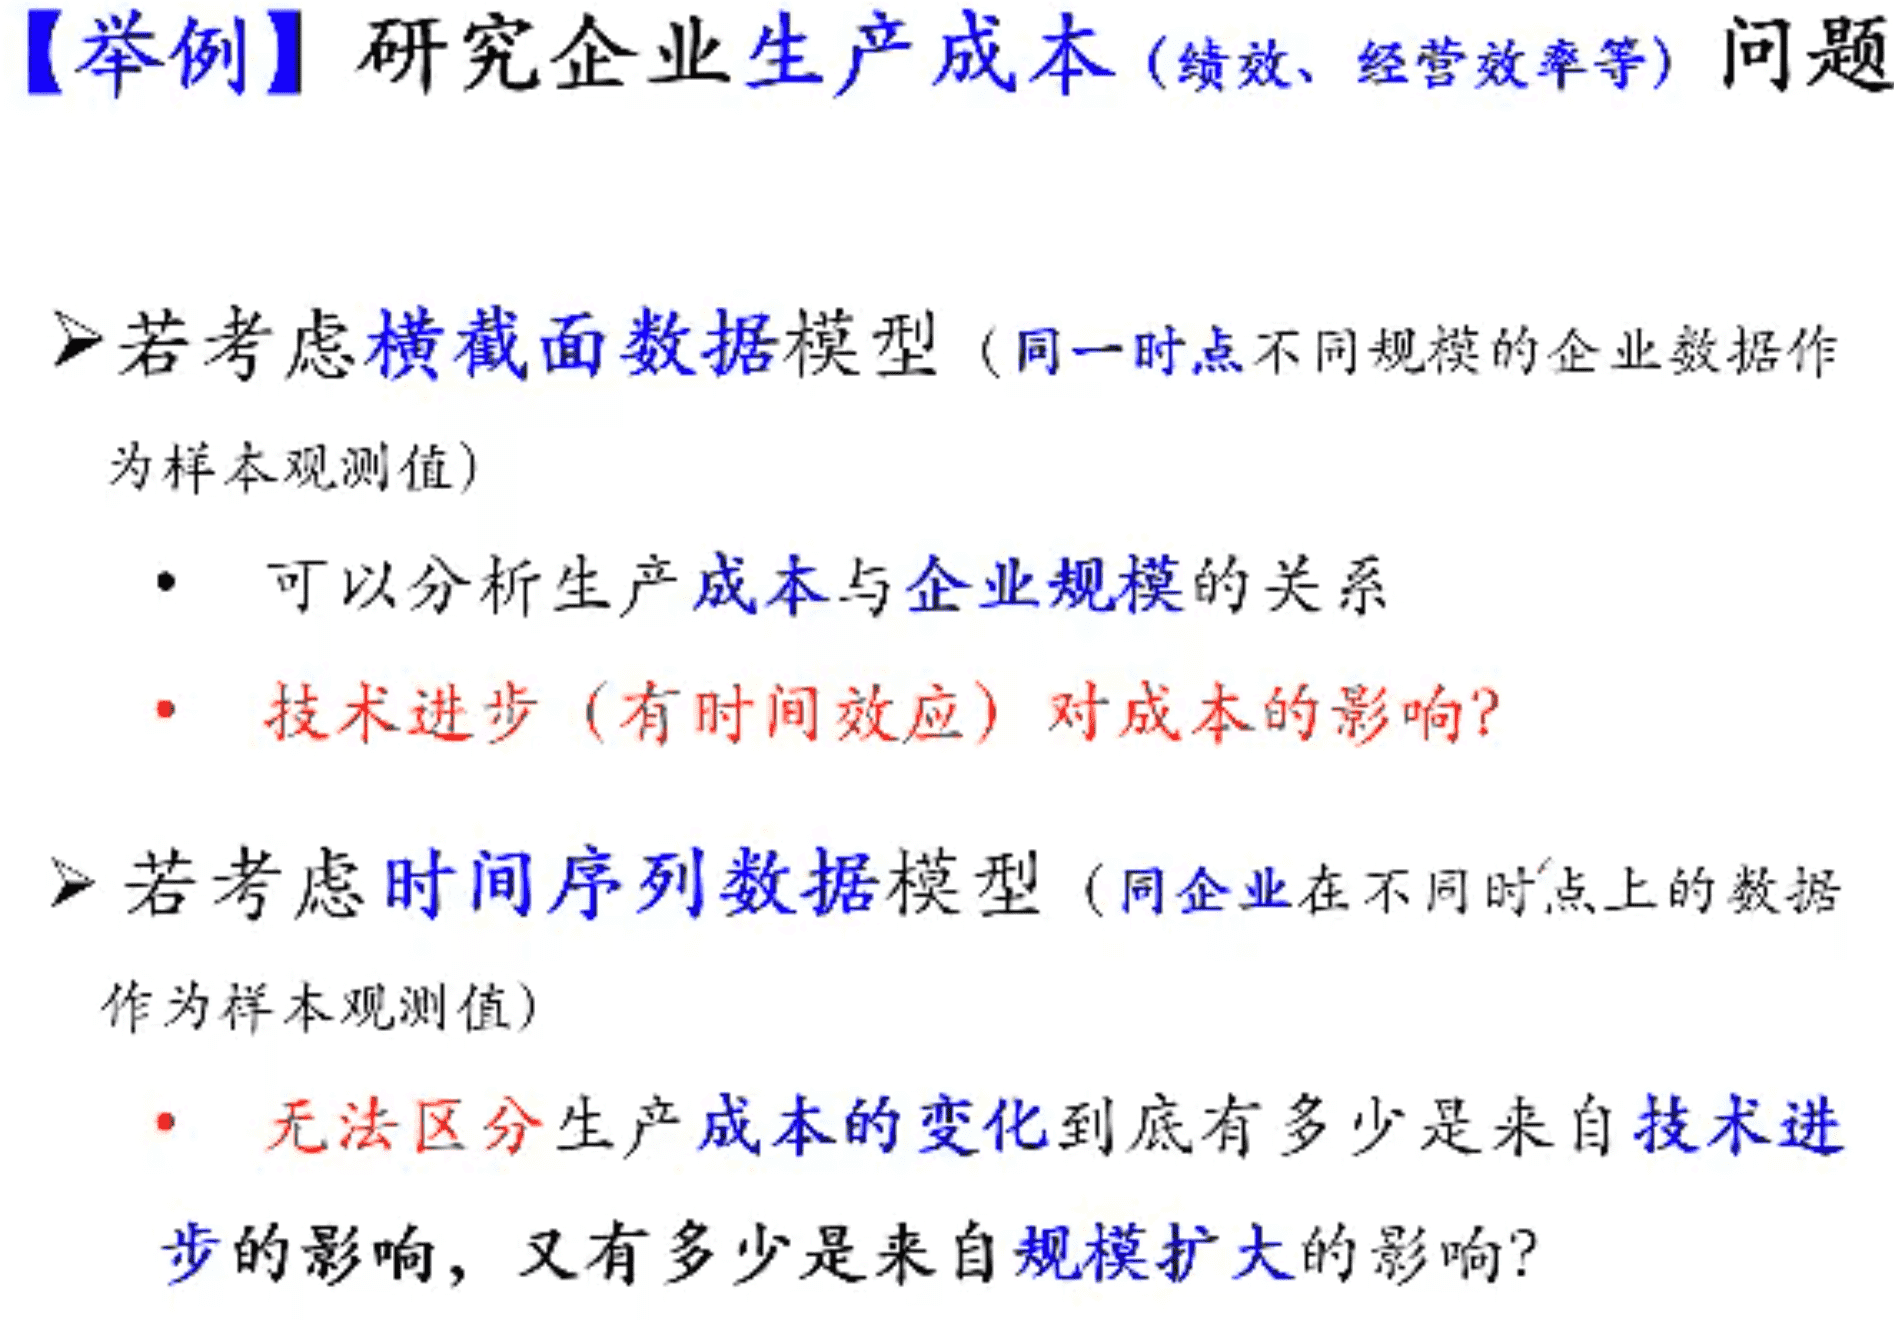 【举例】研究企业生产成本（绩效、经营效率等）问题
➢若考虑横截面数据模型（同一时点不同规模的企业数据作
为样本观测值）
• 可以分析生产成本与企业规模的关系
• 技术进步（有时间效应）对成本的影响？
➢若考虑时间序列数据模型（同企业在不同时点上的数据
作为样本观测值）
• 无法区分生产成本的变化到底有多少是来自技术进
步的影响，又有多少是来自规模扩大的影响？